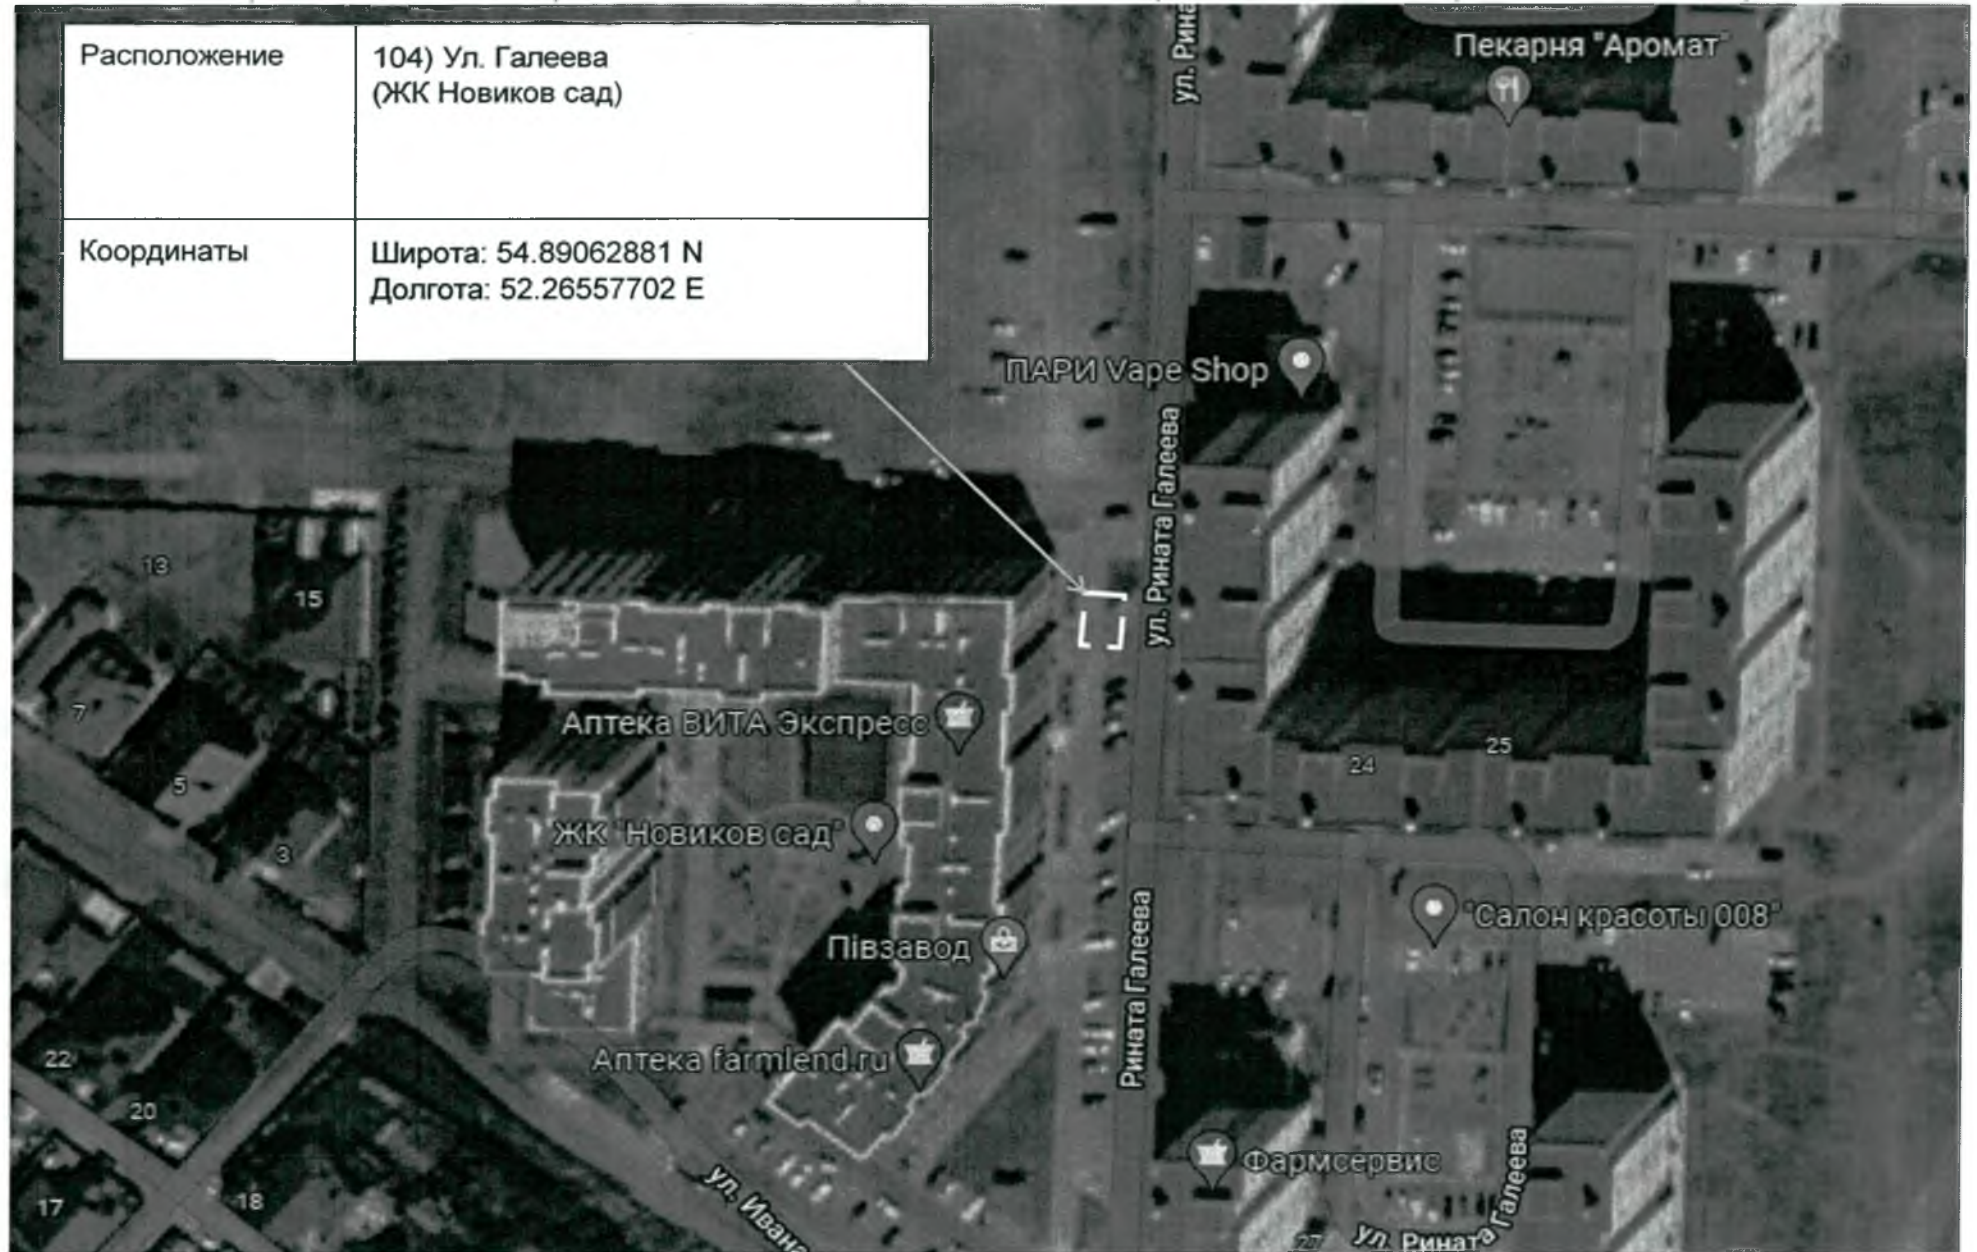 Расположение
104) Ул. Галеева
(ЖК Новиков сад)
Координаты
Широта: 54.89062881 N
Долгота: 52.26557702 E
ул. Рина
Пекарня "Аромат"
ПАРИ Vape Shop
ул. Рината Галеева
13
15
7
5
3
Аптека ВИТА Экспресс
25
24
ЖК "Новиков сад"
Рината Галеева
"Салон красоты 008"
Півзавод
Аптека farmlend.ru
22
20
18
17
ул. Ивана
Фармсервис
27
ул. Рината Галеева